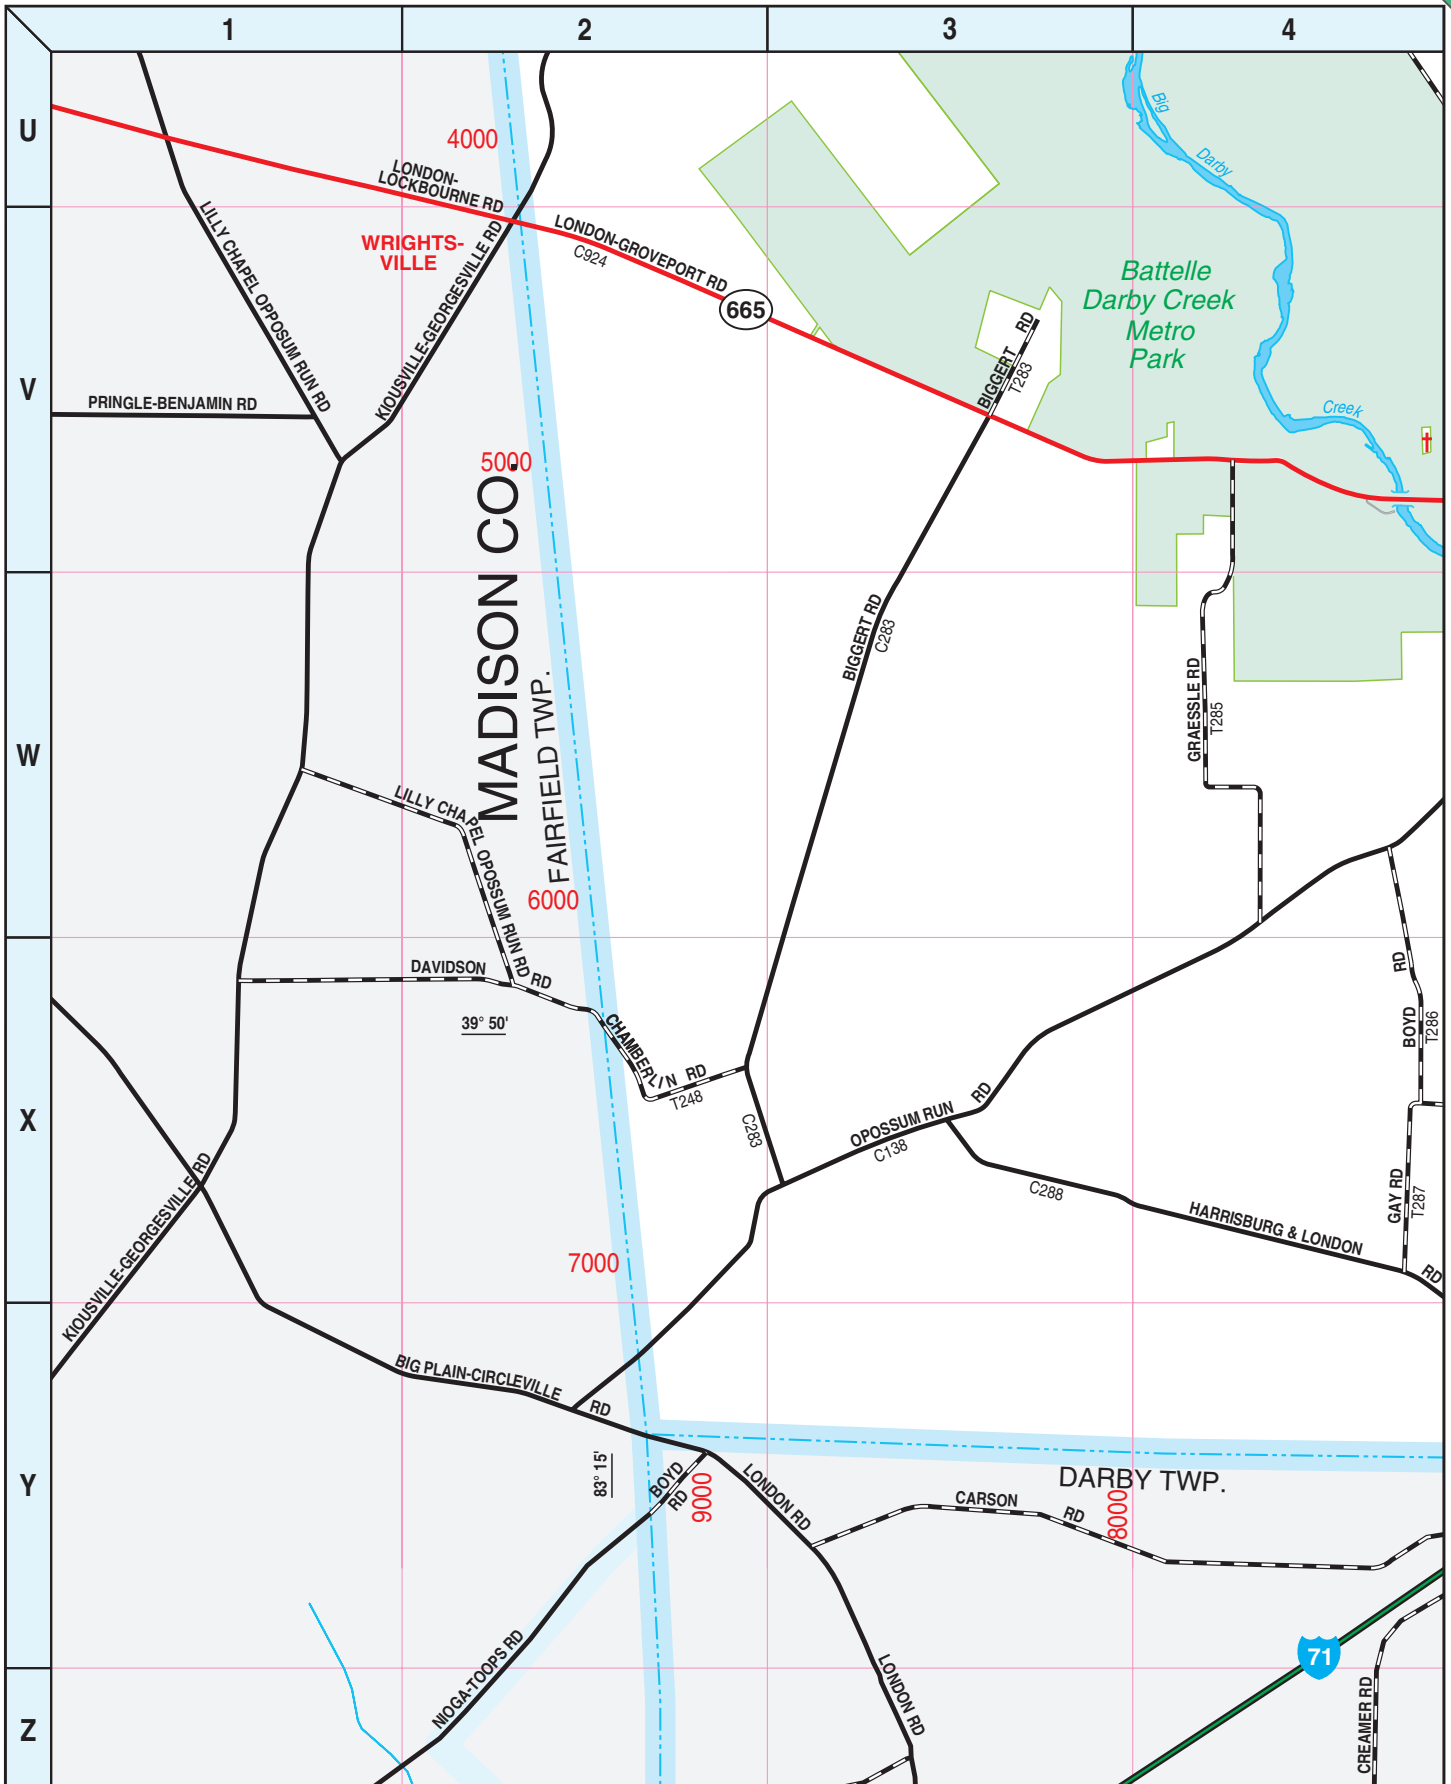 1
2
3
4
U
V
W
X
Y
Z
4000
LONDON-
LOCKBOURNE RD
WRIGHTS-
VILLE
LILLY CHAPEL OPPOSUM RUN RD
KIOUSVILLE-GEORGESVILLE RD
LONDON-GROVEPORT RD
C924
665
Big
Darby
Creek
Battelle
Darby Creek
Metro
Park
BIGGERT RD
T283
PRINGLE-BENJAMIN RD
5000
MADISON CO.
FAIRFIELD TWP.
BIGGERT RD
C283
GRAESSLE RD
T285
LILLY CHAPEL OPOSSUM RUN RD
6000
DAVIDSON RD
39° 50'
CHAMBERLIN RD
T248
C283
OPOSSUM RUN RD
C138
C288
HARRISBURG & LONDON RD
BOYD RD
T286
GAY RD
T287
KIOUSVILLE-GEORGESVILLE RD
7000
BIG PLAIN-CIRCLEVILLE RD
83° 15'
BOYD
RD
9000
LONDON RD
DARBY TWP.
CARSON RD
8000
NIOGA-TOOPS RD
LONDON RD
71
CREAMER RD